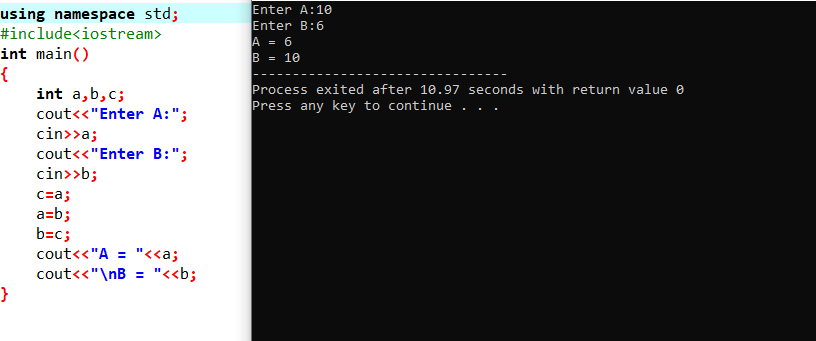 using namespace std;
#include<iostream>
int main()
{
int a,b,c;
cout<<"Enter A:";
cin>>a;
cout<<"Enter B:";
cin>>b;
c=a;
a=b;
b=c;
cout<<"A = "<<a;
cout<<"\nB = "<<b;
}
Enter A:10
Enter B:6
A = 6
B = 10
--------------------------------
Process exited after 10.97 seconds with return value 0
Press any key to continue . . .